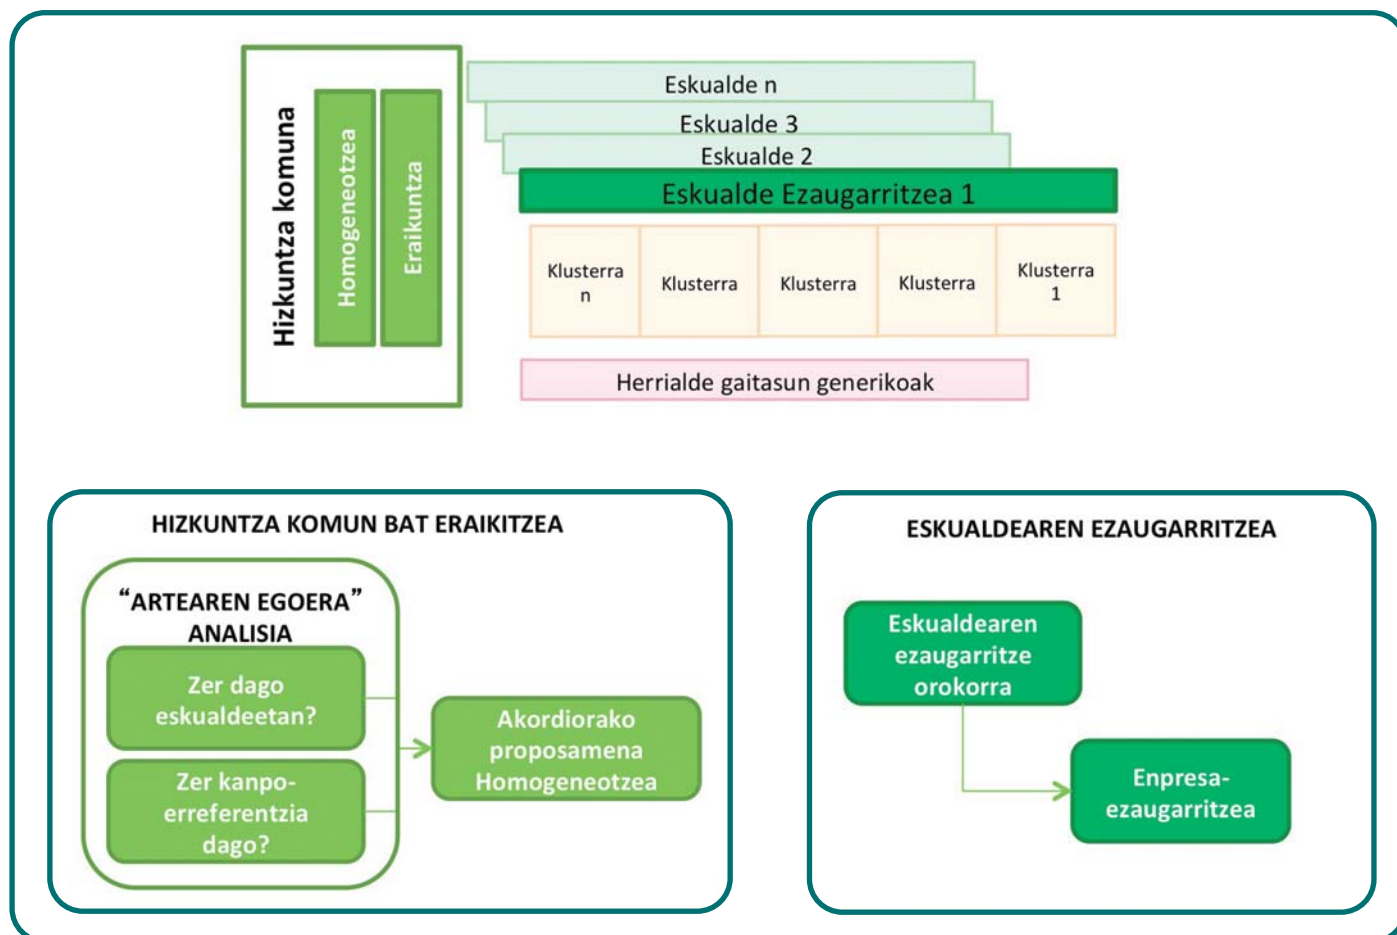 Hizkuntza komuna
Homogeneotzea
Eraikuntza
Eskualde n
Eskualde 3
Eskualde 2
Eskualde Ezaugarritzea 1
Klusterra
n
Klusterra
Klusterra
Klusterra
Klusterra
1
Herrialde gaitasun generikoak
HIZKUNTZA KOMUN BAT ERAIKITZEA
“ARTEAREN EGOERA”
ANALISIA
Zer dago
eskualdeetan?
Zer kanpo-
erreferentzia
dago?
Akordiorako
proposamena
Homogeneotzea
ESKUALDEAREN EZAUGARRITZEA
Eskualdearen
ezaugarritze
orokorra
Enpresa-
ezaugarritzea